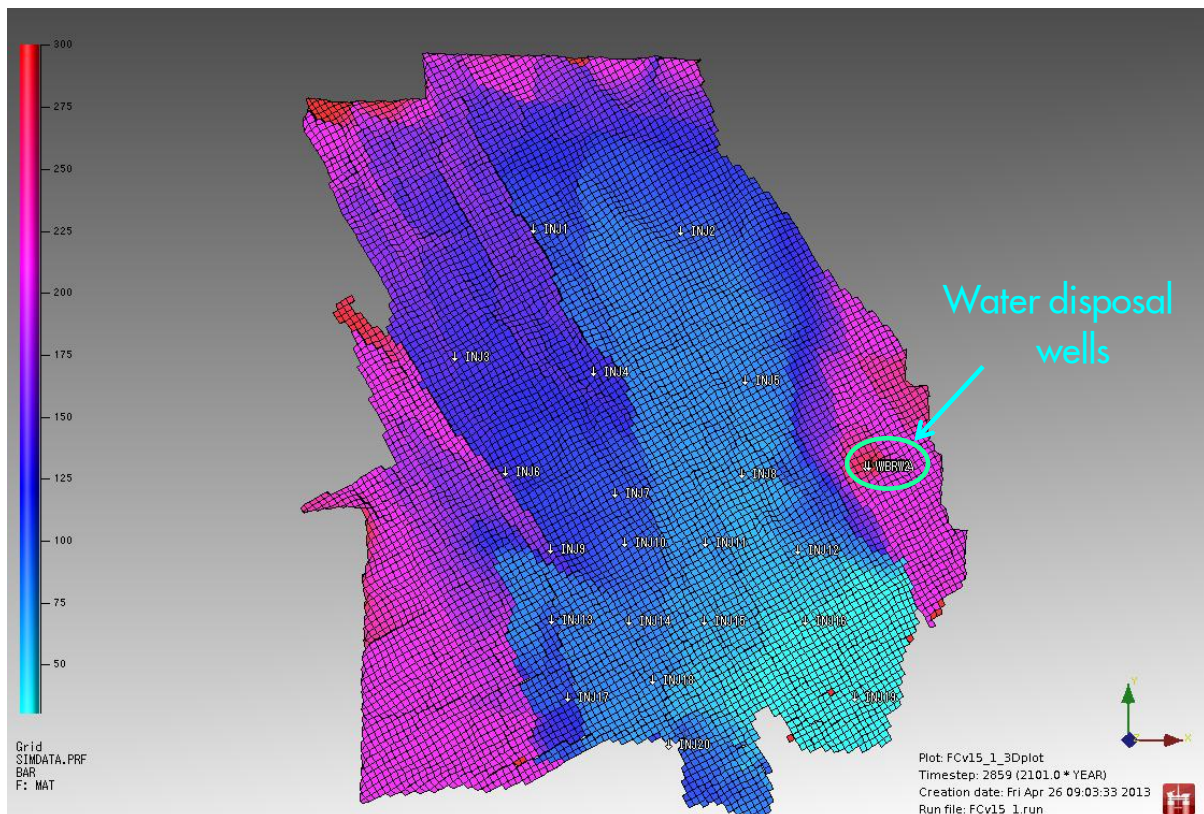 300
275
250
225
200
175
150
125
100
75
50
INJ1
INJ2
INJ3
INJ4
INJ5
INJ6
INJ7
INJ8
INJ9
INJ10
INJ11
INJ12
INJ13
INJ14
INJ15
INJ17
INJ18
INJ19
INJ20
Water disposal
wells
Grid
SIMDATA.PRF
BAR
F: MAT
Y
X
Plot: FCv15_1_3Dplot
Timestep: 2859 (2101.0 * YEAR)
Creation date: Fri Apr 26 09:03:33 2013
Run file: FCv15_1.run